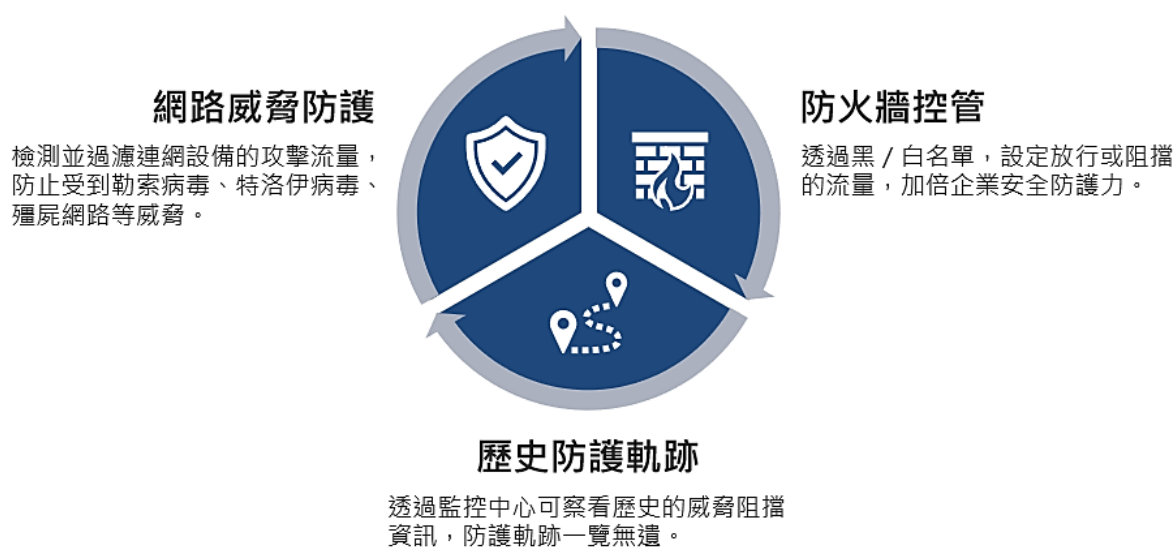 網路威脅防護
檢測並過濾連網設備的攻擊流量，
防止受到勒索病毒、特洛伊病毒、
殭屍網路等威脅。
防火牆控管
透過黑 / 白名單，設定放行或阻擋
的流量，加倍企業安全防護力。
歷史防護軌跡
透過監控中心可察看歷史的威脅阻擋
資訊，防護軌跡一覽無遺。